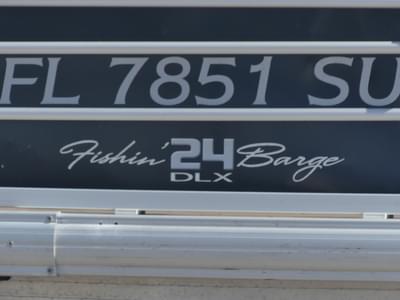 FL 7851 SU
Fishin' 24 Barge
DLX